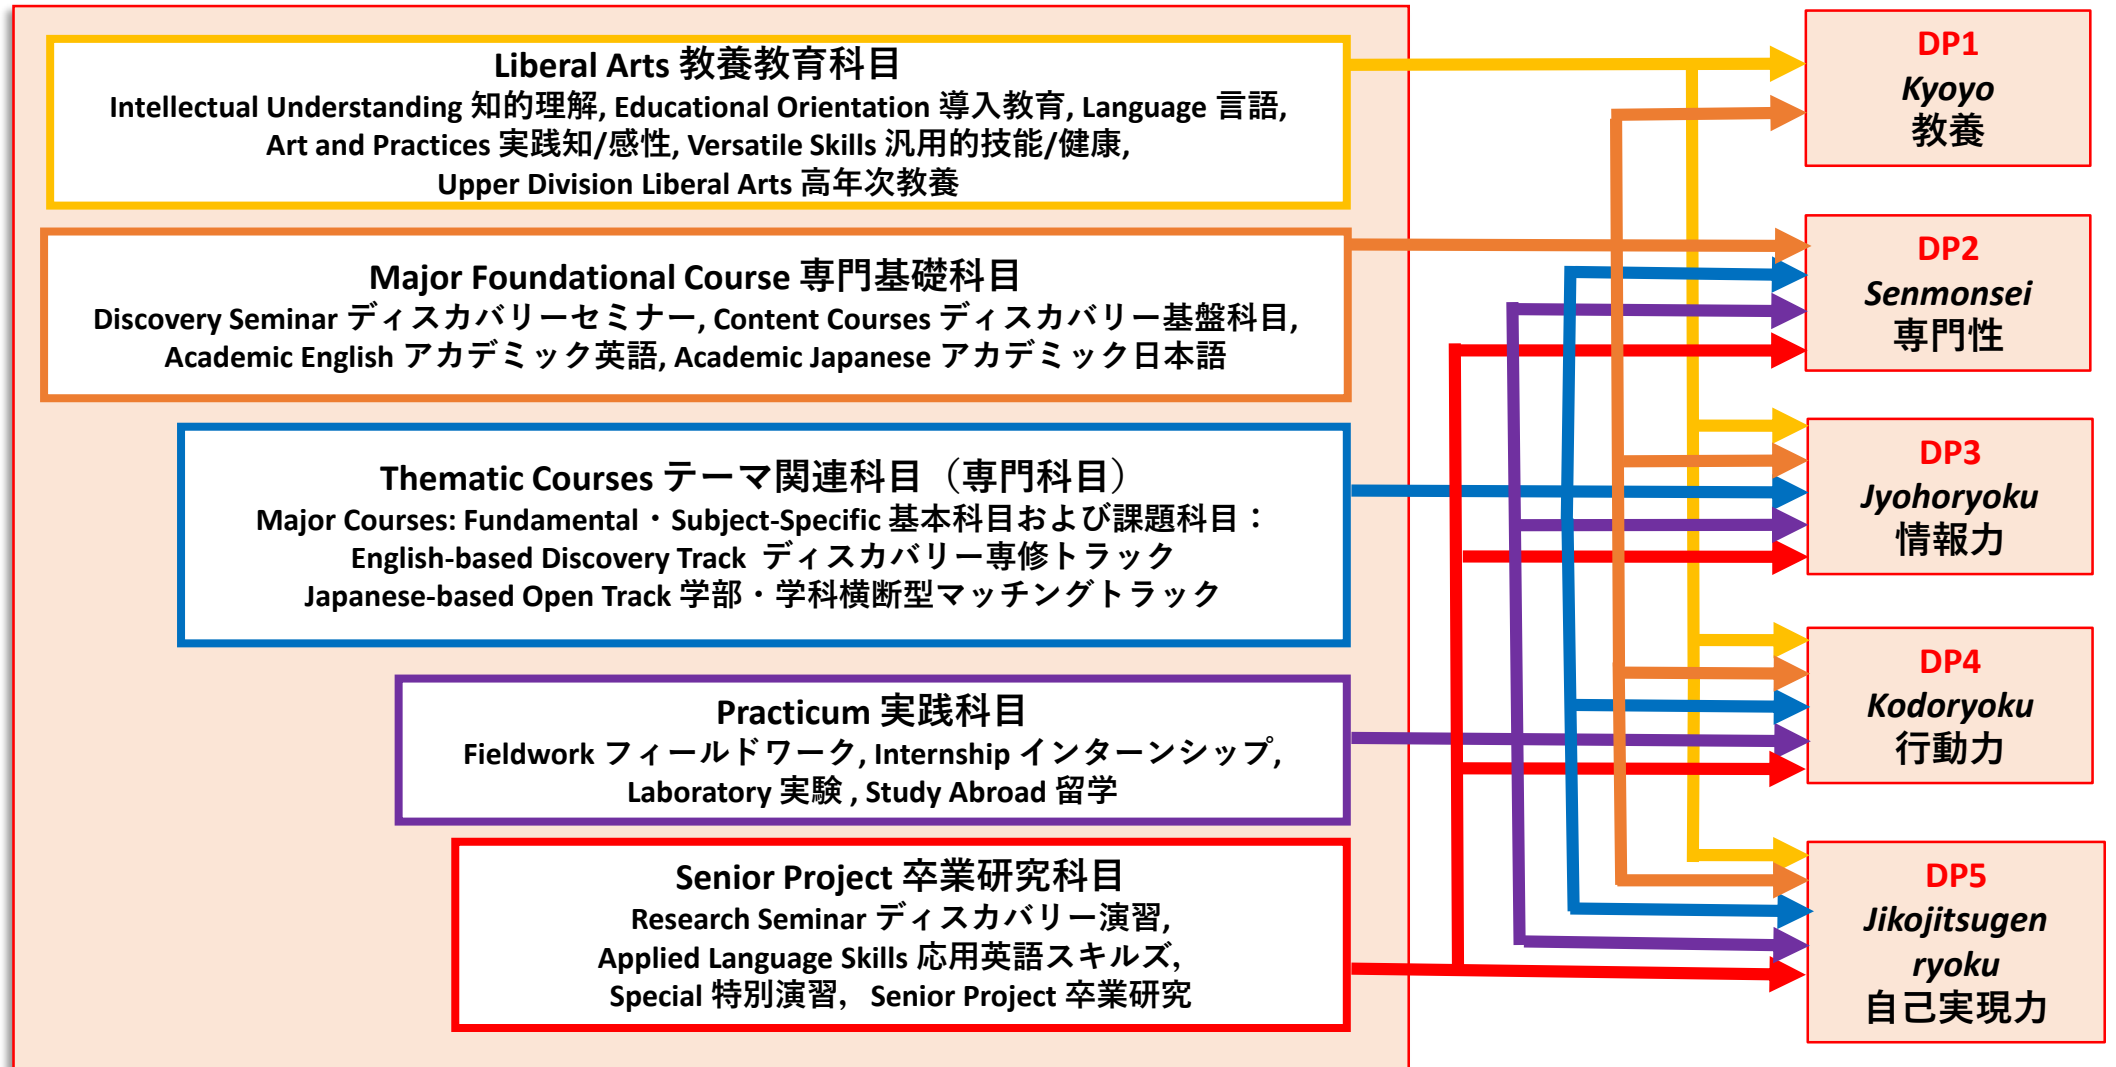 Liberal Arts 教養教育科目
Intellectual Understanding 知的理解, Educational Orientation 導入教育, Language 言語,
Art and Practices 実践知/感性, Versatile Skills 汎用的技能/健康,
Upper Division Liberal Arts 高年次教養
Major Foundational Course 専門基礎科目
Discovery Seminar ディスカバリーセミナー, Content Courses ディスカバリー基盤科目,
Academic English アカデミック英語, Academic Japanese アカデミック日本語
Thematic Courses テーマ関連科目（専門科目）
Major Courses: Fundamental・Subject-Specific 基本科目および課題科目：
English-based Discovery Track ディスカバリー専修トラック
Japanese-based Open Track 学部・学科横断型マッチングトラック
Practicum 実践科目
Fieldwork フィールドワーク, Internship インターンシップ,
Laboratory 実験 , Study Abroad 留学
Senior Project 卒業研究科目
Research Seminar ディスカバリー演習,
Applied Language Skills 応用英語スキルズ，
Special 特別演習，Senior Project 卒業研究
DP1
Kyoyo
教養
DP2
Senmonsei
専門性
DP3
Jyohoryoku
情報力
DP4
Kodoryoku
行動力
DP5
Jikojitsugen
ryoku
自己実現力